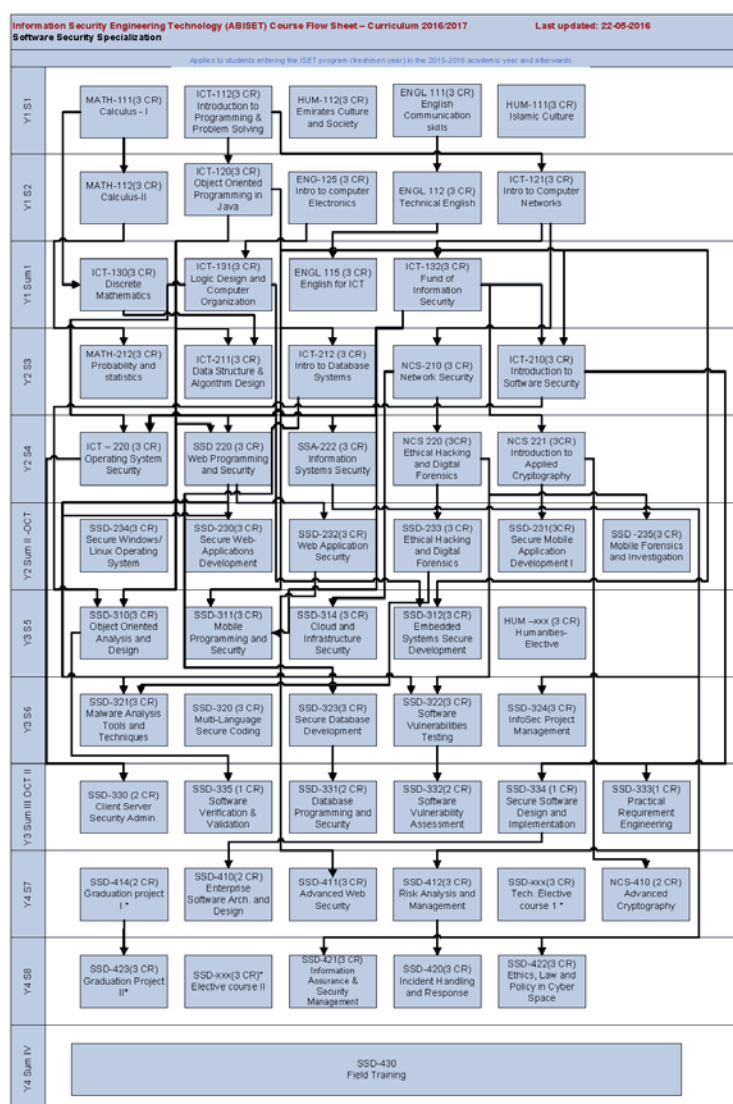 Information Security Engineering Technology (ABISET) Course Flow Sheet – Curriculum 2016/2017
Last updated: 22-05-2016
Software Security Specialization
Applies to students entering the ISET program (freshmen year) in the 2015-2016 academic year and afterwards
Y1 S1
MATH-111(3 CR)
Calculus - I
ICT-112(3 CR)
Introduction to
Programming &
Problem Solving
HUM-112(3 CR)
Emirates Culture
and Society
ENGL 111(3 CR)
English
Communication
skills
HUM-111(3 CR)
Islamic Culture
Y1 S2
MATH-112(3 CR)
Calculus-II
ICT-120(3 CR)
Object Oriented
Programming in
Java
ENG-125 (3 CR)
Intro to computer
Electronics
ENGL 112 (3 CR)
Technical English
ICT-121(3 CR)
Intro to Computer
Networks
Y1 Sum1
ICT-130(3 CR)
Discrete
Mathematics
ICT-131(3 CR)
Logic Design and
Computer
Organization
ENGL 115 (3 CR)
English for ICT
ICT-132(3 CR)
Fund of
Information
Security
Y2 S3
MATH-212(3 CR)
Probability and
statistics
ICT-211(3 CR)
Data Structure &
Algorithm Design
ICT-212 (3 CR)
Intro to Database
Systems
NCS-210 (3 CR)
Network Security
ICT-210(3 CR)
Introduction to
Software Security
Y2 S4
ICT – 220 (3 CR)
Operating System
Security
SSD 220 (3 CR)
Web Programming
and Security
SSA-222 (3 CR)
Information
Systems Security
NCS 220 (3CR)
Ethical Hacking
and Digital
Forensics
NCS 221 (3CR)
Introduction to
Applied
Cryptography
Y2 Sum II -OCT
SSD-234(3 CR)
Secure Windows/
Linux Operating
System
SSD-230(3 CR)
Secure Web-
Applications
Development
SSD-232(3 CR)
Web Application
Security
SSD-233 (3 CR)
Ethical Hacking
and Digital
Forensics
SSD-231(3CR)
Secure Mobile
Application
Development I
SSD -235(3 CR)
Mobile Forensics
and Investigation
Y3 S5
SSD-310(3 CR)
Object Oriented
Analysis and
Design
SSD-311(3 CR)
Mobile
Programming and
Security
SSD-314 (3 CR)
Cloud and
Infrastructure
Security
SSD-312(3 CR)
Embedded
Systems Secure
Development
HUM –xxx (3 CR)
Humanities-
Elective
Y3 S6
SSD-321(3 CR)
Malware Analysis
Tools and
Techniques
SSD-320 (3 CR)
Multi-Language
Secure Coding
SSD-323(3 CR)
Secure Database
Development
SSD-322(3 CR)
Software
Vulnerabilities
Testing
SSD-324(3 CR)
InfoSec Project
Management
Y3 Sum III OCT II
SSD-330 (2 CR)
Client Server
Security Admin.
SSD-335 (1 CR)
Software
Verification &
Validation
SSD-331(2 CR)
Database
Programming and
Security
SSD-332(2 CR)
Software
Vulnerability
Assessment
SSD-334 (1 CR)
Secure Software
Design and
Implementation
SSD-333(1 CR)
Practical
Requirement
Engineering
Y4 S7
SSD-414(2 CR)
Graduation project
I *
SSD-410(2 CR)
Enterprise
Software Arch. and
Design
SSD-411(3 CR)
Advanced Web
Security
SSD-412(3 CR)
Risk Analysis and
Management
SSD-xxx(3 CR)
Tech. Elective
course 1 *
NCS-410 (2 CR)
Advanced
Cryptography
Y4 S8
SSD-423(3 CR)
Graduation Project
II*
SSD-xxx(3 CR)*
Elective course II
SSD-421(3 CR)
Information
Assurance &
Security
Management
SSD-420(3 CR)
Incident Handling
and Response
SSD-422(3 CR)
Ethics, Law and
Policy in Cyber
Space
Y4 Sum IV
SSD-430
Field Training